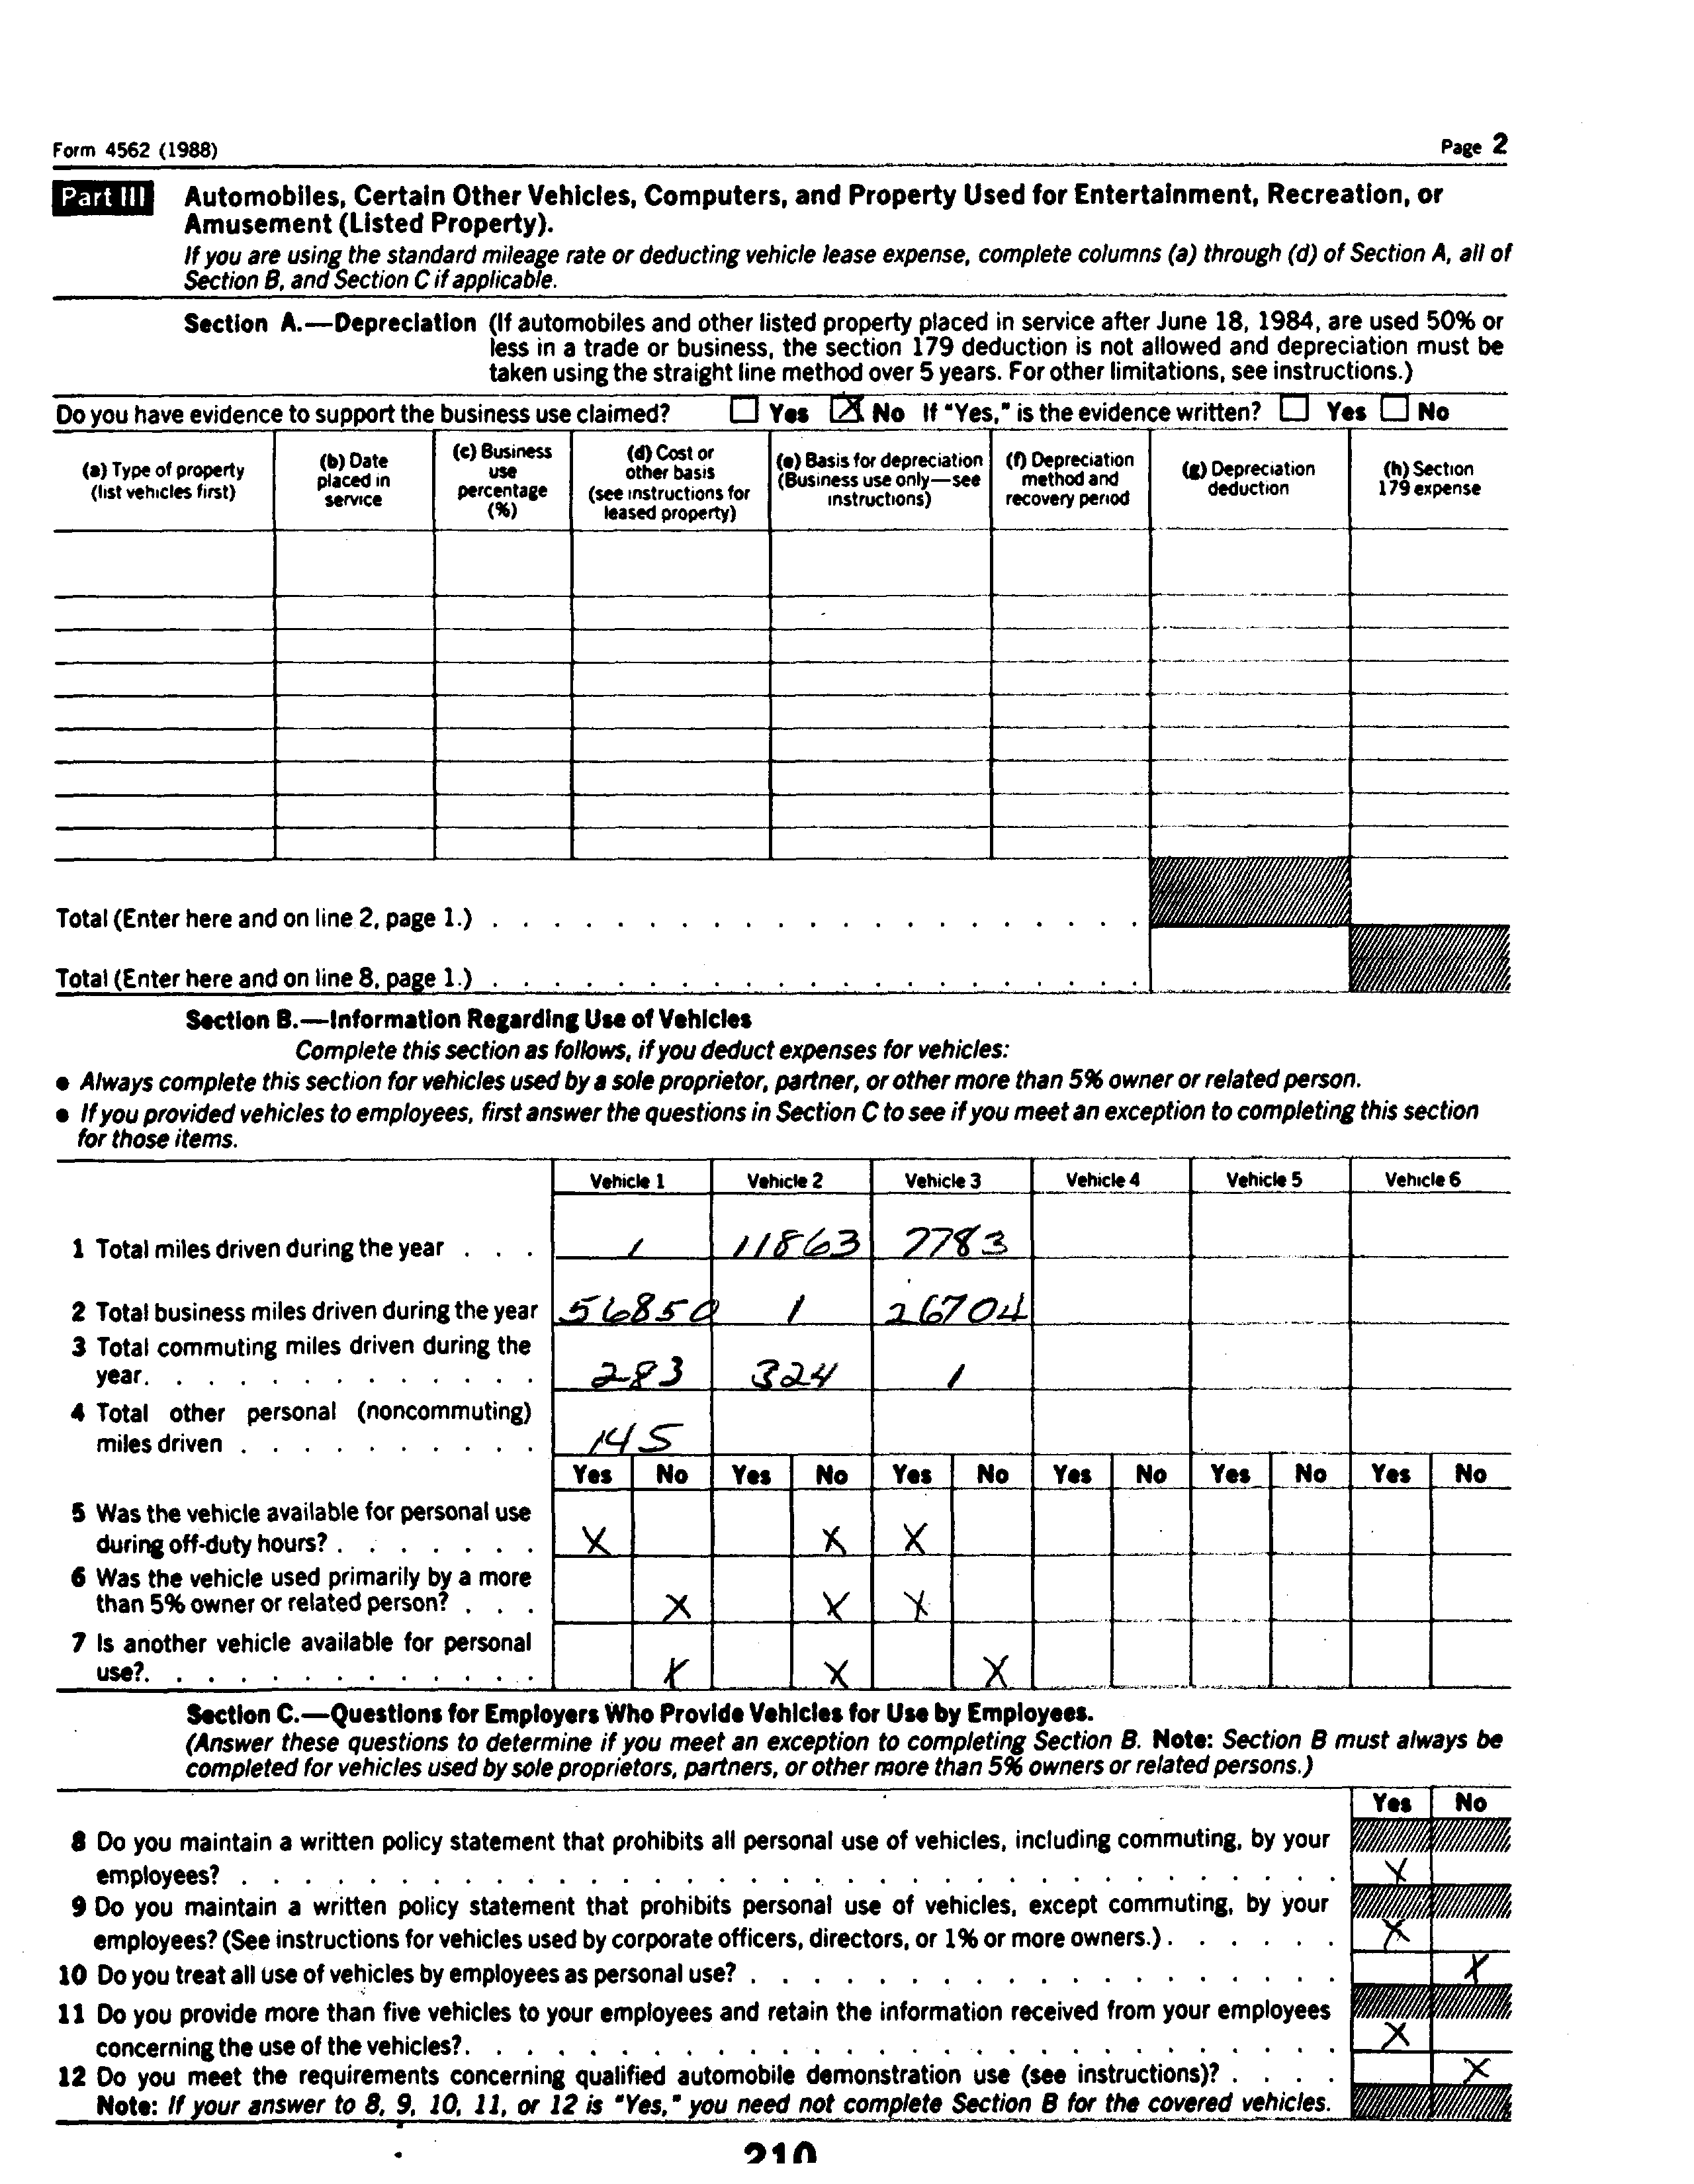 Form 4562 (1988) Page 2
Part III Automobiles, Certain Other Vehicles, Computers, and Property Used for Entertainment, Recreation, or
Amusement (Listed Property).
If you are using the standard mileage rate or deducting vehicle lease expense, complete columns (a) through (d) of Section A, all of
Section B, and Section C if applicable.
Section A.—Depreciation (If automobiles and other listed property placed in service after June 18, 1984, are used 50% or
less in a trade or business, the section 179 deduction is not allowed and depreciation must be
taken using the straight line method over 5 years. For other limitations, see instructions.)
Do you have evidence to support the business use claimed? ☐ Yes ☒ No If "Yes," is the evidence written? ☐ Yes ☐ No
(a) Type of property
(list vehicles first)
(b) Date
placed in
service
(c) Business
use
percentage
(%)
(d) Cost or
other basis
(see instructions for
leased property)
(e) Basis for depreciation
(Business use only—see
instructions)
(f) Depreciation
method and
recovery period
(g) Depreciation
deduction
(h) Section
179 expense
Total (Enter here and on line 2, page 1.) . . . . . . . . . . . . . . . . . . . . .
Total (Enter here and on line 8, page 1.) . . . . . . . . . . . . . . . . . . . . .
Section B.—Information Regarding Use of Vehicles
Complete this section as follows, if you deduct expenses for vehicles:
● Always complete this section for vehicles used by a sole proprietor, partner, or other more than 5% owner or related person.
● If you provided vehicles to employees, first answer the questions in Section C to see if you meet an exception to completing this section
for those items.
Vehicle 1 Vehicle 2 Vehicle 3 Vehicle 4 Vehicle 5 Vehicle 6
1 Total miles driven during the year . . . 1 11863 7783
2 Total business miles driven during the year 56850 1 26704
3 Total commuting miles driven during the
year. . . . . . . . . . . . . . 283 324 1
4 Total other personal (noncommuting)
miles driven . . . . . . . . . . 145
Yes No Yes No Yes No Yes No Yes No Yes No
5 Was the vehicle available for personal use
during off-duty hours? . . . . . . . X X X
6 Was the vehicle used primarily by a more
than 5% owner or related person? . . . X X X
7 Is another vehicle available for personal
use?. . . . . . . . . . . . . . X X X
Section C.—Questions for Employers Who Provide Vehicles for Use by Employees.
(Answer these questions to determine if you meet an exception to completing Section B. Note: Section B must always be
completed for vehicles used by sole proprietors, partners, or other more than 5% owners or related persons.)
Yes No
8 Do you maintain a written policy statement that prohibits all personal use of vehicles, including commuting, by your
employees? . . . . . . . . . . . . . . . . . . . . . . . . . . . . X
9 Do you maintain a written policy statement that prohibits personal use of vehicles, except commuting, by your
employees? (See instructions for vehicles used by corporate officers, directors, or 1% or more owners.) . . . . . . X
10 Do you treat all use of vehicles by employees as personal use? . . . . . . . . . . . . . . . . . . . X
11 Do you provide more than five vehicles to your employees and retain the information received from your employees
concerning the use of the vehicles?. . . . . . . . . . . . . . . . . . . . . . . . . . . . X
12 Do you meet the requirements concerning qualified automobile demonstration use (see instructions)? . . . . X
Note: If your answer to 8, 9, 10, 11, or 12 is "Yes," you need not complete Section B for the covered vehicles.
210